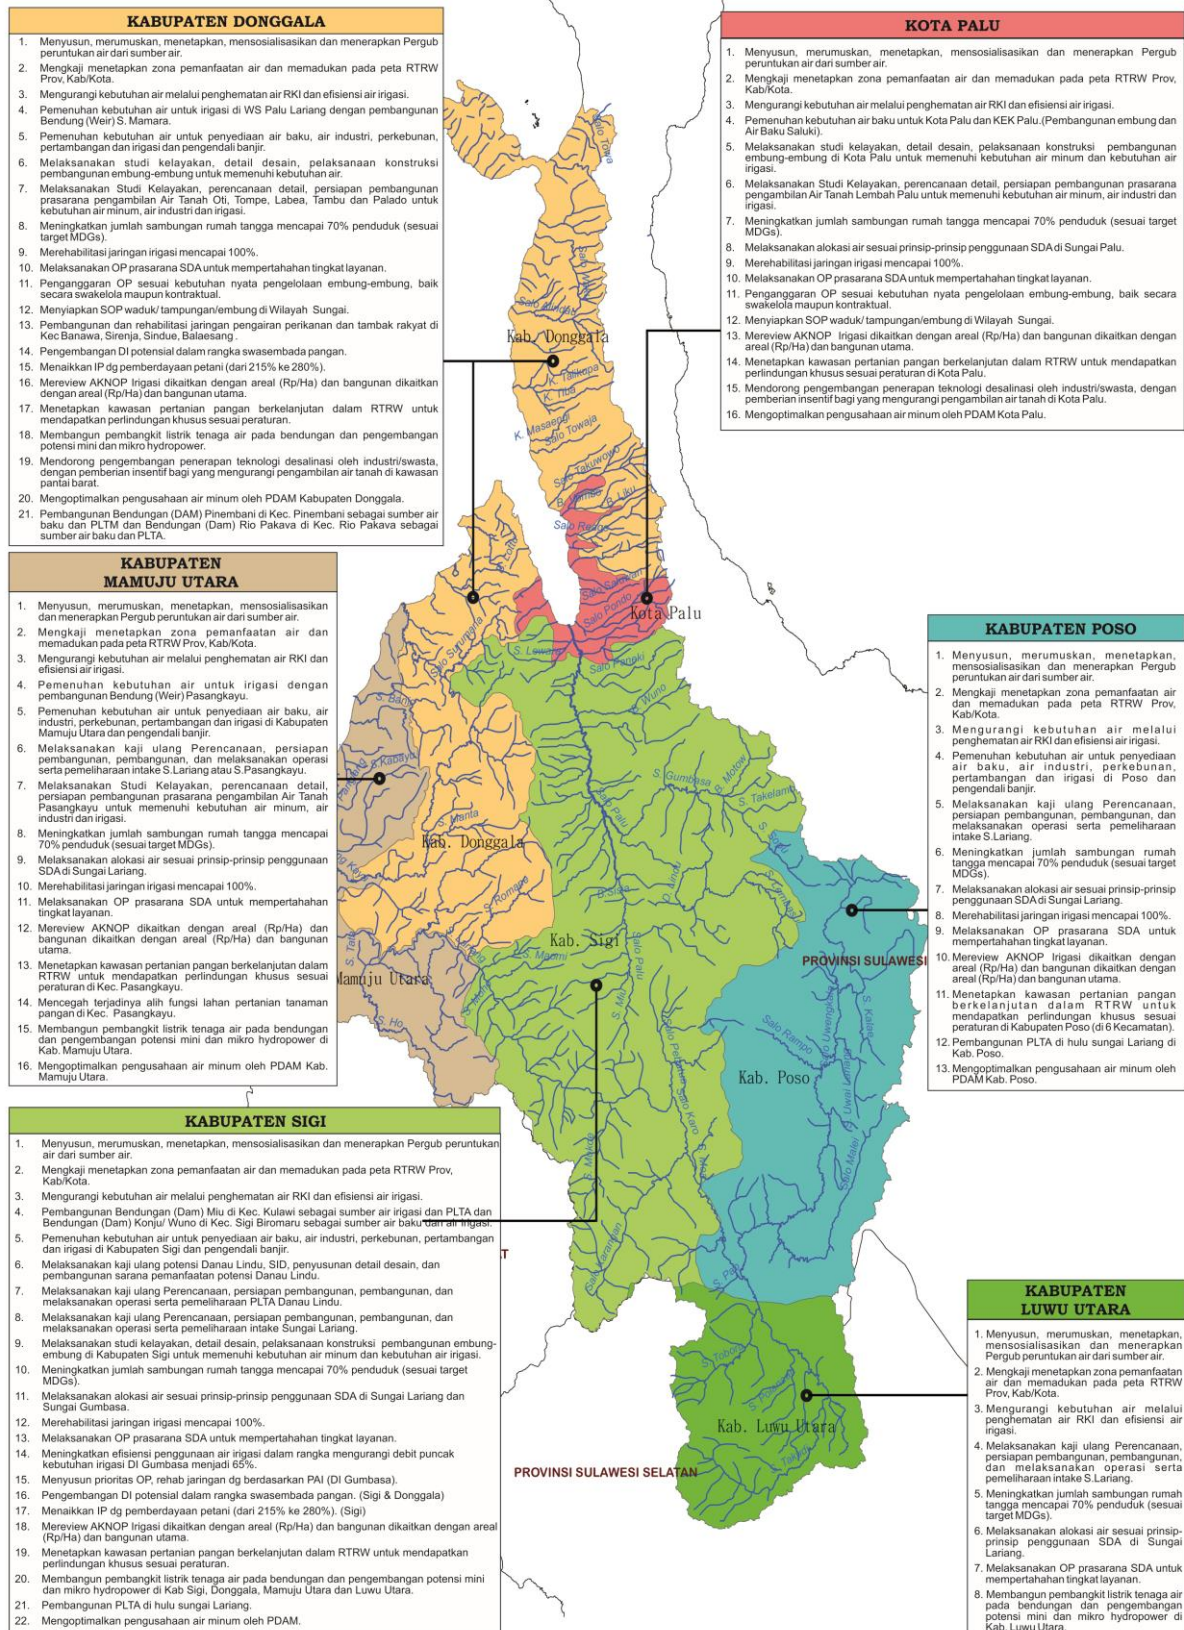 KABUPATEN DONGGALA
1. Menyusun, merumuskan, menetapkan, mensosialisasikan dan menerapkan Pergub
peruntukan air dari sumber air.
2. Mengkaji menetapkan zona pemanfaatan air dan memadukan pada peta RTRW
Prov, Kab/Kota.
3. Mengurangi kebutuhan air melalui penghematan air RKI dan efisiensi air irigasi.
4. Pemenuhan kebutuhan air untuk irigasi di WS Palu Lariang dengan pembangunan
Bendung (Weir) S. Mamara.
5. Pemenuhan kebutuhan air untuk penyediaan air baku, air industri, perkebunan,
pertambangan dan irigasi dan pengendali banjir.
6. Melaksanakan studi kelayakan, detail desain, pelaksanaan konstruksi
pembangunan embung-embung untuk memenuhi kebutuhan air.
7. Melaksanakan Studi Kelayakan, perencanaan detail, persiapan pembangunan
prasarana pengambilan Air Tanah Oti, Tompe, Labea, Tambu dan Palado untuk
kebutuhan air minum, air industri dan irigasi.
8. Meningkatkan jumlah sambungan rumah tangga mencapai 70% penduduk (sesuai
target MDGs).
9. Merehabilitasi jaringan irigasi mencapai 100%.
10. Melaksanakan OP prasarana SDA untuk mempertahahan tingkat layanan.
11. Penganggaran OP sesuai kebutuhan nyata pengelolaan embung-embung, baik
secara swakelola maupun kontraktual.
12. Menyiapkan SOP waduk/ tampungan/embung di Wilayah Sungai.
13. Pembangunan dan rehabilitasi jaringan pengairan perikanan dan tambak rakyat di
Kec Banawa, Sirenja, Sindue, Balaesang .
14. Pengembangan DI potensial dalam rangka swasembada pangan.
15. Menaikkan IP dg pemberdayaan petani (dari 215% ke 280%).
16. Mereview AKNOP Irigasi dikaitkan dengan areal (Rp/Ha) dan bangunan dikaitkan
dengan areal (Rp/Ha) dan bangunan utama.
17. Menetapkan kawasan pertanian pangan berkelanjutan dalam RTRW untuk
mendapatkan perlindungan khusus sesuai peraturan.
18. Membangun pembangkit listrik tenaga air pada bendungan dan pengembangan
potensi mini dan mikro hydropower.
19. Mendorong pengembangan penerapan teknologi desalinasi oleh industri/swasta,
dengan pemberian insentif bagi yang mengurangi pengambilan air tanah di kawasan
pantai barat.
20. Mengoptimalkan pengusahaan air minum oleh PDAM Kabupaten Donggala.
21. Pembangunan Bendungan (DAM) Pinembani di Kec. Pinembani sebagai sumber air
baku dan PLTM dan Bendungan (Dam) Rio Pakava di Kec. Rio Pakava sebagai
sumber air baku dan PLTA.
KOTA PALU
1. Menyusun, merumuskan, menetapkan, mensosialisasikan dan menerapkan Pergub
peruntukan air dari sumber air.
2. Mengkaji menetapkan zona pemanfaatan air dan memadukan pada peta RTRW Prov,
Kab/Kota.
3. Mengurangi kebutuhan air melalui penghematan air RKI dan efisiensi air irigasi.
4. Pemenuhan kebutuhan air baku untuk Kota Palu dan KEK Palu.(Pembangunan embung dan
Air Baku Saluki).
5. Melaksanakan studi kelayakan, detail desain, pelaksanaan konstruksi pembangunan
embung-embung di Kota Palu untuk memenuhi kebutuhan air minum dan kebutuhan air
irigasi.
6. Melaksanakan Studi Kelayakan, perencanaan detail, persiapan pembangunan prasarana
pengambilan Air Tanah Lembah Palu untuk memenuhi kebutuhan air minum, air industri dan
irigasi.
7. Meningkatkan jumlah sambungan rumah tangga mencapai 70% penduduk (sesuai target
MDGs).
8. Melaksanakan alokasi air sesuai prinsip-prinsip penggunaan SDA di Sungai Palu.
9. Merehabilitasi jaringan irigasi mencapai 100%.
10. Melaksanakan OP prasarana SDA untuk mempertahahan tingkat layanan.
11. Penganggaran OP sesuai kebutuhan nyata pengelolaan embung-embung, baik secara
swakelola maupun kontraktual.
12. Menyiapkan SOP waduk/ tampungan/embung di Wilayah Sungai.
13. Mereview AKNOP Irigasi dikaitkan dengan areal (Rp/Ha) dan bangunan dikaitkan dengan
areal (Rp/Ha) dan bangunan utama.
14. Menetapkan kawasan pertanian pangan berkelanjutan dalam RTRW untuk mendapatkan
perlindungan khusus sesuai peraturan di Kota Palu.
15. Mendorong pengembangan penerapan teknologi desalinasi oleh industri/swasta, dengan
pemberian insentif bagi yang mengurangi pengambilan air tanah di Kota Palu.
16. Mengoptimalkan pengusahaan air minum oleh PDAM Kota Palu.
KABUPATEN
MAMUJU UTARA
1. Menyusun, merumuskan, menetapkan, mensosialisasikan
dan menerapkan Pergub peruntukan air dari sumber air.
2. Mengkaji menetapkan zona pemanfaatan air dan
memadukan pada peta RTRW Prov, Kab/Kota.
3. Mengurangi kebutuhan air melalui penghematan air RKI dan
efisiensi air irigasi.
4. Pemenuhan kebutuhan air untuk irigasi dengan
pembangunan Bendung (Weir) Pasangkayu.
5. Pemenuhan kebutuhan air untuk penyediaan air baku, air
industri, perkebunan, pertambangan dan irigasi di Kabupaten
Mamuju Utara dan pengendali banjir.
6. Melaksanakan kaji ulang Perencanaan, persiapan
pembangunan, pembangunan, dan melaksanakan operasi
serta pemeliharaan intake S.Lariang atau S.Pasangkayu.
7. Melaksanakan Studi Kelayakan, perencanaan detail,
persiapan pembangunan prasarana pengambilan Air Tanah
Pasangkayu untuk memenuhi kebutuhan air minum, air
industri dan irigasi.
8. Meningkatkan jumlah sambungan rumah tangga mencapai
70% penduduk (sesuai target MDGs).
9. Melaksanakan alokasi air sesuai prinsip-prinsip penggunaan
SDA di Sungai Lariang.
10. Merehabilitasi jaringan irigasi mencapai 100%.
11. Melaksanakan OP prasarana SDA untuk mempertahahan
tingkat layanan.
12. Mereview AKNOP dikaitkan dengan areal (Rp/Ha) dan
bangunan dikaitkan dengan areal (Rp/Ha) dan bangunan
utama.
13. Menetapkan kawasan pertanian pangan berkelanjutan dalam
RTRW untuk mendapatkan perlindungan khusus sesuai
peraturan di Kec. Pasangkayu.
14. Mencegah terjadinya alih fungsi lahan pertanian tanaman
pangan di Kec. Pasangkayu.
15. Membangun pembangkit listrik tenaga air pada bendungan
dan pengembangan potensi mini dan mikro hydropower di
Kab. Mamuju Utara.
16. Mengoptimalkan pengusahaan air minum oleh PDAM Kab.
Mamuju Utara.
KABUPATEN POSO
1. Menyusun, merumuskan, menetapkan,
mensosialisasikan dan menerapkan Pergub
peruntukan air dari sumber air.
2. Mengkaji menetapkan zona pemanfaatan air
dan memadukan pada peta RTRW Prov,
Kab/Kota.
3. Mengurangi kebutuhan air melalui
penghematan air RKI dan efisiensi air irigasi.
4. Pemenuhan kebutuhan air untuk penyediaan
air baku, air industri, perkebunan,
pertambangan dan irigasi di Poso dan
pengendali banjir.
5. Melaksanakan kaji ulang Perencanaan,
persiapan pembangunan, pembangunan, dan
melaksanakan operasi serta pemeliharaan
intake S.Lariang.
6. Meningkatkan jumlah sambungan rumah
tangga mencapai 70% penduduk (sesuai target
MDGs).
7. Melaksanakan alokasi air sesuai prinsip-prinsip
penggunaan SDA di Sungai Lariang.
8. Merehabilitasi jaringan irigasi mencapai 100%.
9. Melaksanakan OP prasarana SDA untuk
mempertahahan tingkat layanan.
10. Mereview AKNOP Irigasi dikaitkan dengan
areal (Rp/Ha) dan bangunan dikaitkan dengan
areal (Rp/Ha) dan bangunan utama.
11. Menetapkan kawasan pertanian pangan
berkelanjutan dalam RTRW untuk
mendapatkan perlindungan khusus sesuai
peraturan di Kabupaten Poso (di 6 Kecamatan).
12. Pembangunan PLTA di hulu sungai Lariang di
Kab. Poso.
13. Mengoptimalkan pengusahaan air minum oleh
PDAM Kab. Poso.
KABUPATEN SIGI
1. Menyusun, merumuskan, menetapkan, mensosialisasikan dan menerapkan Pergub peruntukan
air dari sumber air.
2. Mengkaji menetapkan zona pemanfaatan air dan memadukan pada peta RTRW Prov,
Kab/Kota.
3. Mengurangi kebutuhan air melalui penghematan air RKI dan efisiensi air irigasi.
4. Pembangunan Bendungan (Dam) Miu di Kec. Kulawi sebagai sumber air irigasi dan PLTA dan
Bendungan (Dam) Konju/ Wuno di Kec. Sigi Biromaru sebagai sumber air baku dan air irigasi.
5. Pemenuhan kebutuhan air untuk penyediaan air baku, air industri, perkebunan, pertambangan
dan irigasi di Kabupaten Sigi dan pengendali banjir.
6. Melaksanakan kaji ulang potensi Danau Lindu, SID, penyusunan detail desain, dan
pembangunan sarana pemanfaatan potensi Danau Lindu.
7. Melaksanakan kaji ulang Perencanaan, persiapan pembangunan, pembangunan, dan
melaksanakan operasi serta pemeliharaan PLTA Danau Lindu.
8. Melaksanakan kaji ulang Perencanaan, persiapan pembangunan, pembangunan, dan
melaksanakan operasi serta pemeliharaan intake Sungai Lariang.
9. Melaksanakan studi kelayakan, detail desain, pelaksanaan konstruksi pembangunan embung-
embung di Kabupaten Sigi untuk memenuhi kebutuhan air minum dan kebutuhan air irigasi.
10. Meningkatkan jumlah sambungan rumah tangga mencapai 70% penduduk (sesuai target
MDGs).
11. Melaksanakan alokasi air sesuai prinsip-prinsip penggunaan SDA di Sungai Lariang dan
Sungai Gumbasa.
12. Merehabilitasi jaringan irigasi mencapai 100%.
13. Melaksanakan OP prasarana SDA untuk mempertahahan tingkat layanan.
14. Meningkatkan efisiensi penggunaan air irigasi dalam rangka mengurangi debit puncak
kebutuhan irigasi DI Gumbasa menjadi 65%.
15. Menyusun prioritas OP, rehab jaringan dg berdasarkan PAI (DI Gumbasa).
16. Pengembangan DI potensial dalam rangka swasembada pangan. (Sigi & Donggala)
17. Menaikkan IP dg pemberdayaan petani (dari 215% ke 280%). (Sigi)
18. Mereview AKNOP Irigasi dikaitkan dengan areal (Rp/Ha) dan bangunan dikaitkan dengan areal
(Rp/Ha) dan bangunan utama.
19. Menetapkan kawasan pertanian pangan berkelanjutan dalam RTRW untuk mendapatkan
perlindungan khusus sesuai peraturan.
20. Membangun pembangkit listrik tenaga air pada bendungan dan pengembangan potensi mini
dan mikro hydropower di Kab Sigi, Donggala, Mamuju Utara dan Luwu Utara.
21. Pembangunan PLTA di hulu sungai Lariang.
22. Mengoptimalkan pengusahaan air minum oleh PDAM.
KABUPATEN
LUWU UTARA
1. Menyusun, merumuskan, menetapkan,
mensosialisasikan dan menerapkan
Pergub peruntukan air dari sumber air.
2. Mengkaji menetapkan zona pemanfaatan
air dan memadukan pada peta RTRW
Prov, Kab/Kota.
3. Mengurangi kebutuhan air melalui
penghematan air RKI dan efisiensi air
irigasi.
4. Melaksanakan kaji ulang Perencanaan,
persiapan pembangunan, pembangunan,
dan melaksanakan operasi serta
pemeliharaan intake S.Lariang.
5. Meningkatkan jumlah sambungan rumah
tangga mencapai 70% penduduk (sesuai
target MDGs).
6. Melaksanakan alokasi air sesuai prinsip-
prinsip penggunaan SDA di Sungai
Lariang.
7. Melaksanakan OP prasarana SDA untuk
mempertahahan tingkat layanan.
8. Membangun pembangkit listrik tenaga air
pada bendungan dan pengembangan
potensi mini dan mikro hydropower di
Kab. Luwu Utara.
Salo Towa
Kab. Donggala
K. Talikupa
K. Tiba
K. Masaengi
Salo Towaja
Salo Takuwowo
B. Liku
Salo Pondo
Kota Palu
S. Lewara
Salo Paneki
S. Wuno
S. Kabayu
S. Gumbasa
B. Motow
S. Takelamo
Salo Palu
S. Manta
Kab. Donggala
S. Romano
Kab. Sigi
Salo Palu
S. Miu
PROVINSI SULAWESI
Mamuju Utara
S. Ho
Salo Rampo
Salo Uwengkala
S. Kalae
Kab. Poso
Salo Malei
Salo Karangan
AT
S. Tobong
Kab. Luwu Utara
PROVINSI SULAWESI SELATAN